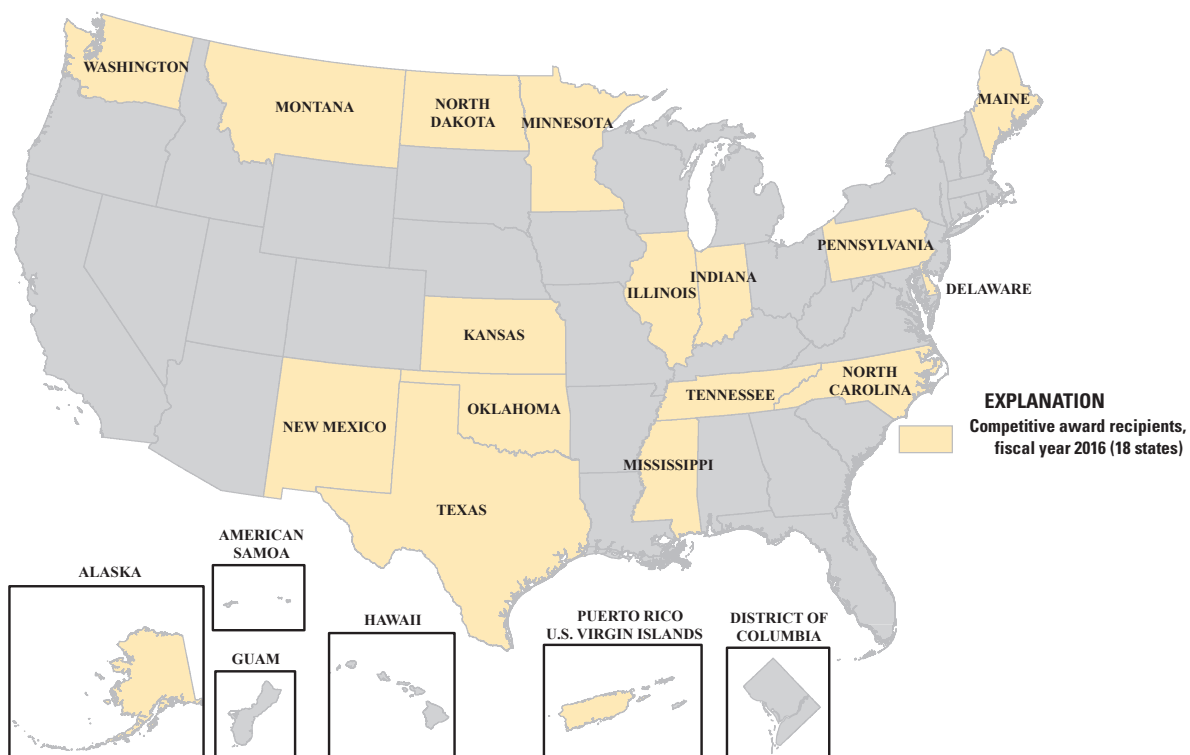 WASHINGTON
MONTANA
NORTH
DAKOTA
MINNESOTA
MAINE
PENNSYLVANIA
ILLINOIS
INDIANA
DELAWARE
KANSAS
TENNESSEE
NORTH
CAROLINA
NEW MEXICO
OKLAHOMA
MISSISSIPPI
TEXAS
EXPLANATION
Competitive award recipients,
fiscal year 2016 (18 states)
ALASKA
AMERICAN
SAMOA
GUAM
HAWAII
PUERTO RICO
U.S. VIRGIN ISLANDS
DISTRICT OF
COLUMBIA